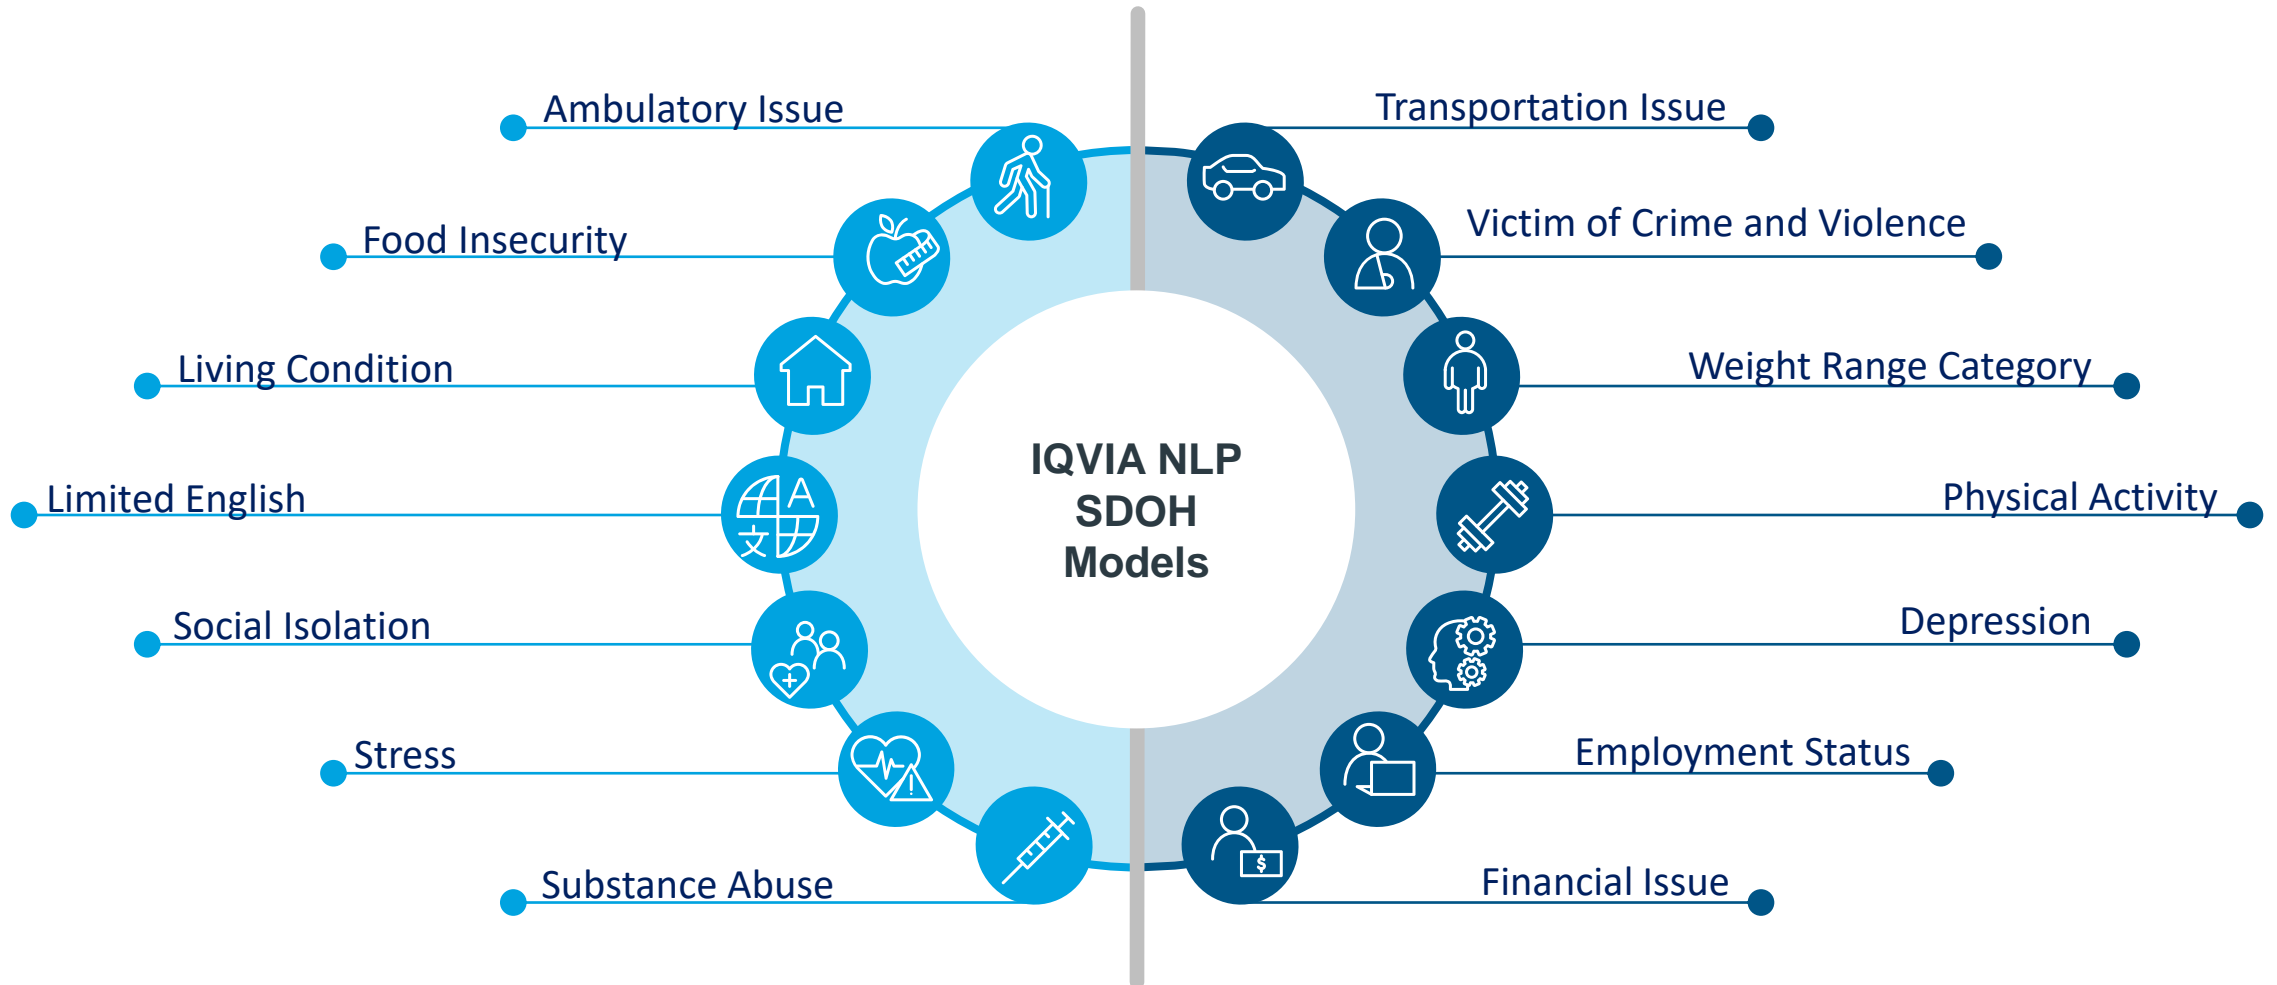 Ambulatory Issue
Food Insecurity
Living Condition
Limited English
Social Isolation
Stress
Substance Abuse
IQVIA NLP
SDOH
Models
Transportation Issue
Victim of Crime and Violence
Weight Range Category
Physical Activity
Depression
Employment Status
Financial Issue
A
文
$
!